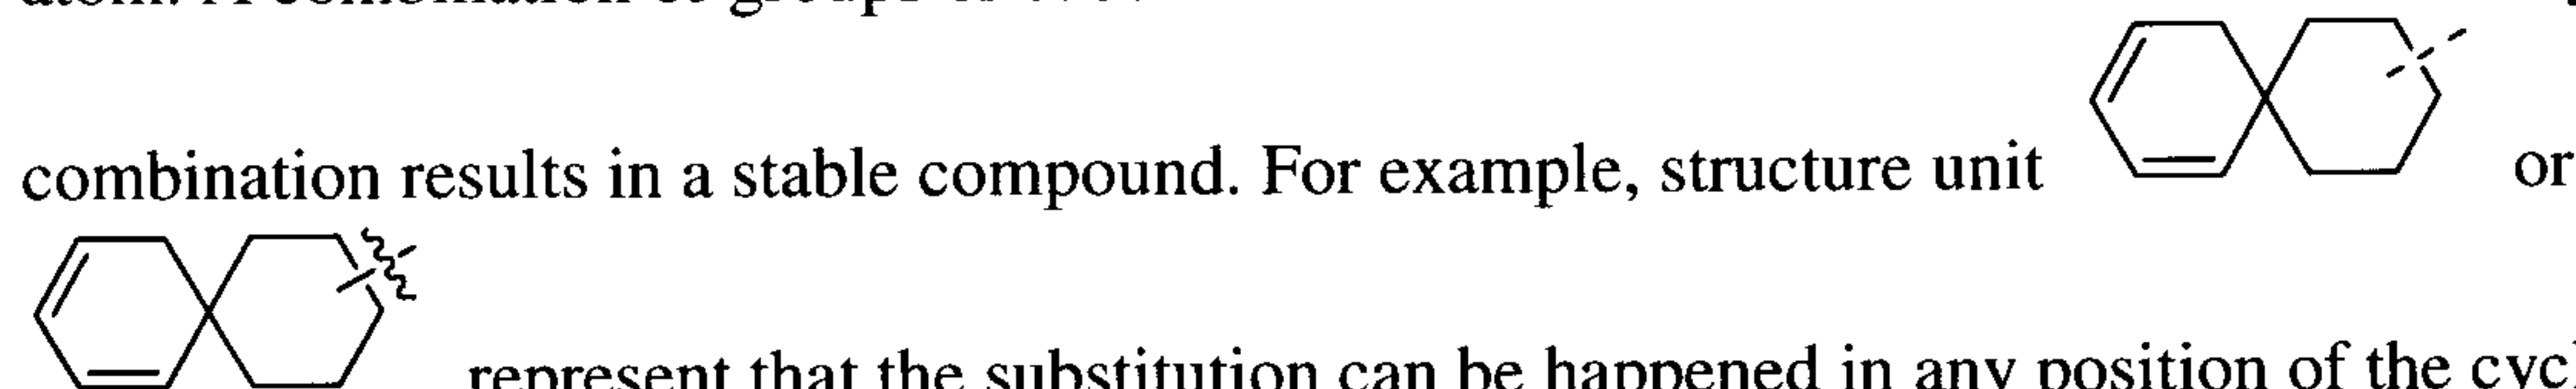 combination results in a stable compound. For example, structure unit or
represent that the substitution can be happened in any position of the